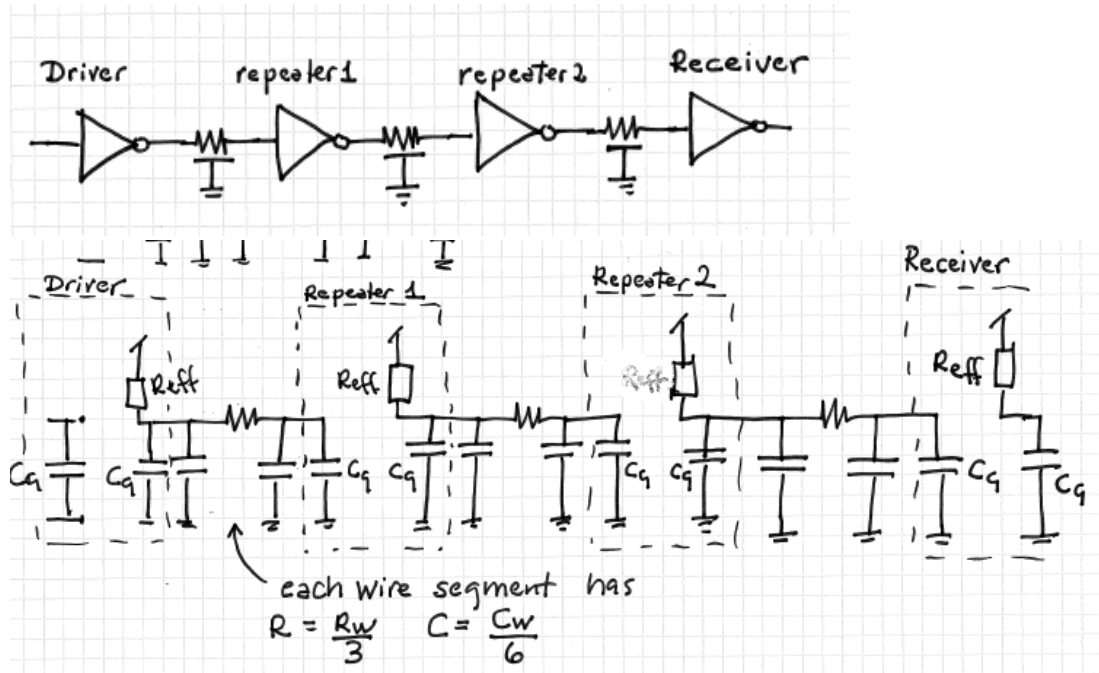 Driver repeater1 repeater2 Receiver
Driver Repeater 1 Repeater 2 Receiver
Reff Reff Reff Reff
CG CG CG CG CG CG CG CG
each wire segment has
R = Rw/3 C = Cw/6